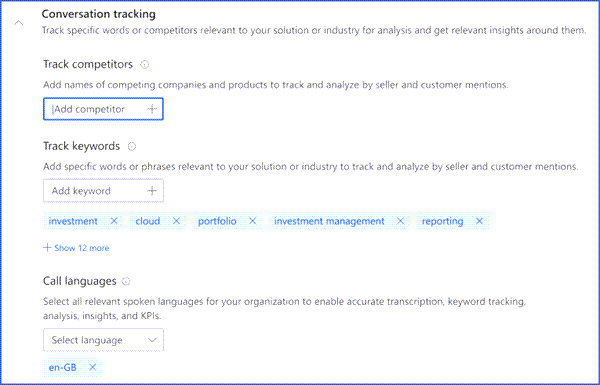 Conversation tracking
Track specific words or competitors relevant to your solution or industry for analysis and get relevant insights around them.
Track competitors
Add names of competing companies and products to track and analyze by seller and customer mentions.
Add competitor
Track keywords
Add specific words or phrases relevant to your solution or industry to track and analyze by seller and customer mentions.
Add keyword
investment cloud portfolio investment management reporting
Show 12 more
Call languages
Select all relevant spoken languages for your organization to enable accurate transcription, keyword tracking,
analysis, insights, and KPIs.
Select language
en-GB